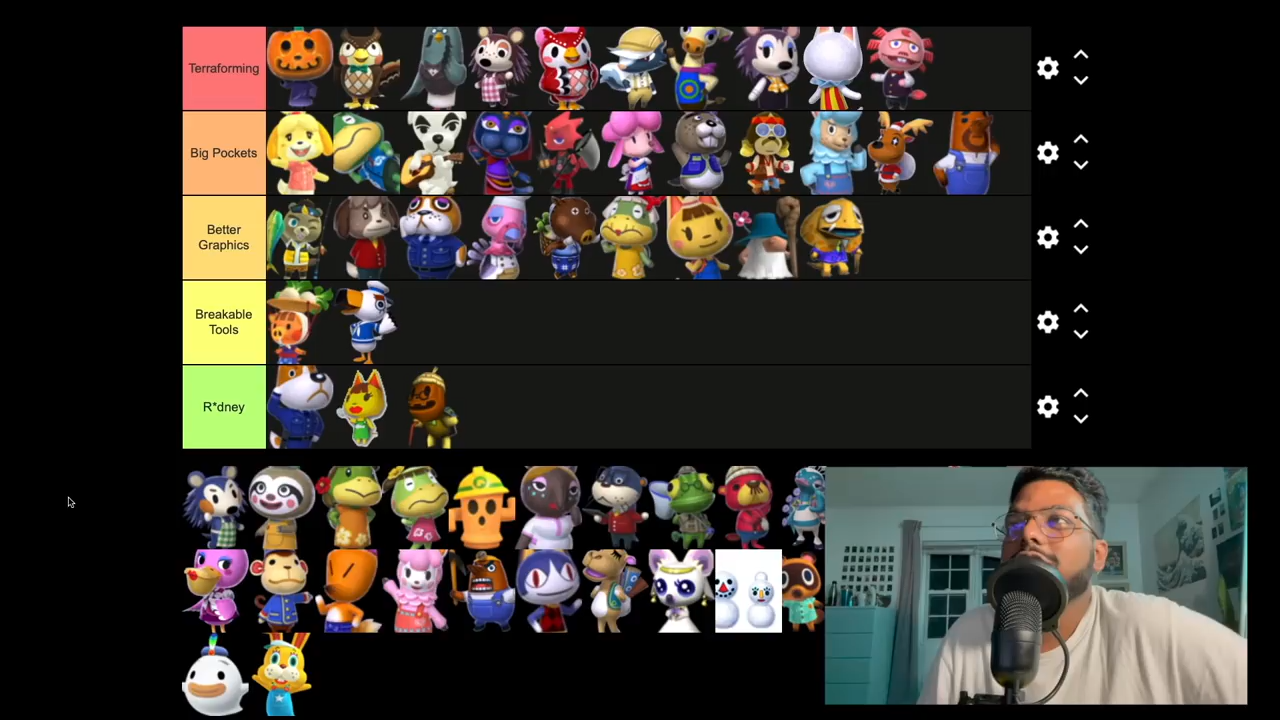 Terraforming
Big Pockets
Better
Graphics
Breakable
Tools
R*dney